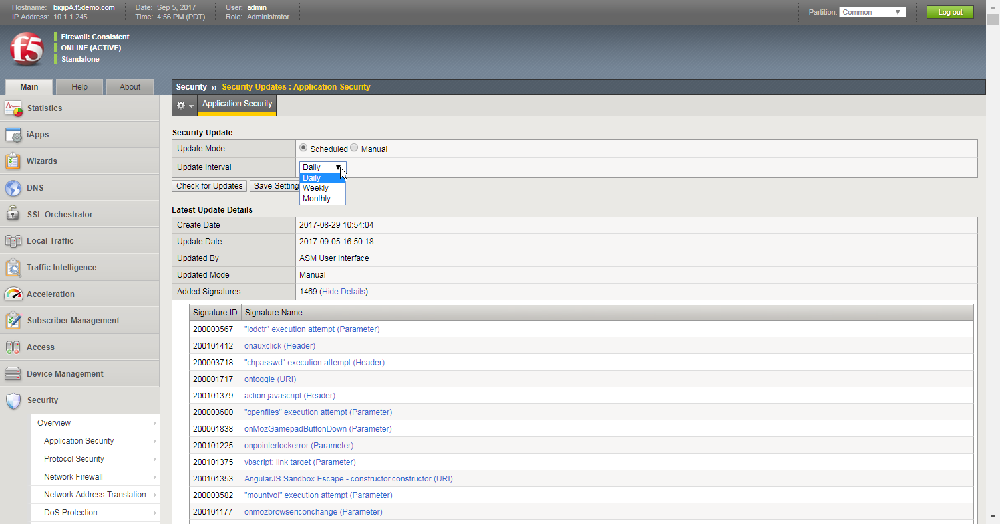 Hostname: bigipA.f5demo.com Date: Sep 5, 2017 User: admin
IP Address: 10.1.1.245 Time: 4:56 PM (PDT) Role: Administrator
Partition: Common Log out
f5
Firewall: Consistent
ONLINE (ACTIVE)
Standalone
Main Help About
Security ›› Security Updates : Application Security
Application Security
Statistics
iApps
Wizards
DNS
SSL Orchestrator
Local Traffic
Traffic Intelligence
Acceleration
Subscriber Management
Access
Device Management
Security
Overview
Application Security
Protocol Security
Network Firewall
Network Address Translation
DoS Protection
Security Update
Update Mode Scheduled Manual
Update Interval Daily
Daily
Weekly
Monthly
Check for Updates Save Setting
Latest Update Details
Create Date 2017-08-29 10:54:04
Update Date 2017-09-05 16:50:18
Updated By ASM User Interface
Updated Mode Manual
Added Signatures 1469 (Hide Details)
Signature ID Signature Name
200003567 "lodctr" execution attempt (Parameter)
200101412 onauxclick (Header)
200003718 "chpasswd" execution attempt (Header)
200001717 ontoggle (URI)
200101379 action javascript (Header)
200003600 "openfiles" execution attempt (Parameter)
200001838 onMozGamepadButtonDown (Parameter)
200101225 onpointerlockerror (Parameter)
200101375 vbscript: link target (Parameter)
200101353 AngularJS Sandbox Escape - constructor.constructor (URI)
200003582 "mountvol" execution attempt (Parameter)
200101177 onmozbrowsericonchange (Parameter)